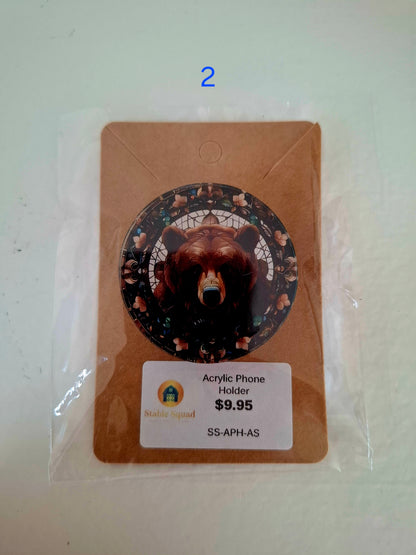 2
Acrylic Phone
Holder
$9.95
Stable Squad
SS-APH-AS